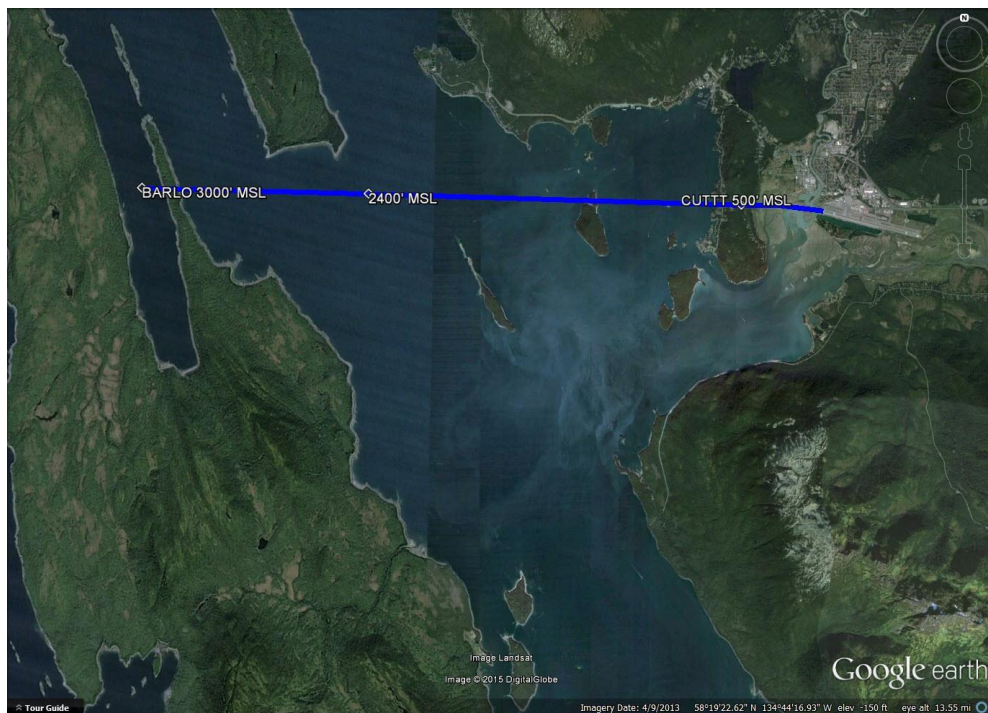 N
BARLO 3000' MSL
2400' MSL
CUTTT 500' MSL
Image Landsat
Image © 2015 DigitalGlobe
Google earth
Tour Guide
Imagery Date: 4/9/2013 58°19'22.62" N 134°44'16.93" W elev -150 ft eye alt 13.55 mi